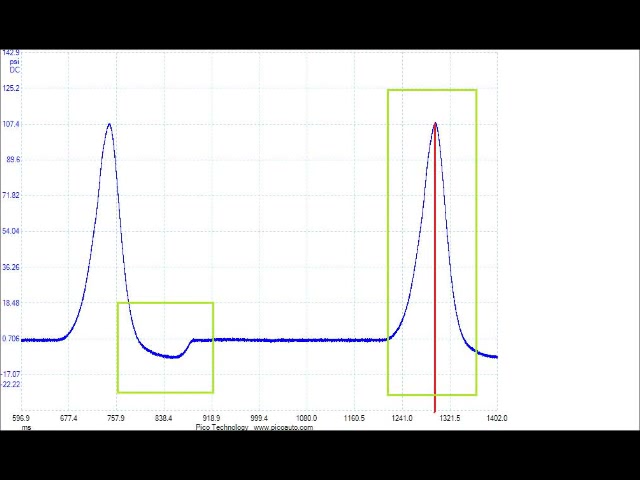 142.9
psi
DC
125.2
107.4
89.6
71.82
54.04
36.26
18.48
0.706
-17.07
-22.22
596.9 677.4 757.9 838.4 918.9 999.4 1080.0 1160.5 1241.0 1321.5 1402.0
ms
Pico Technology www.picoauto.com